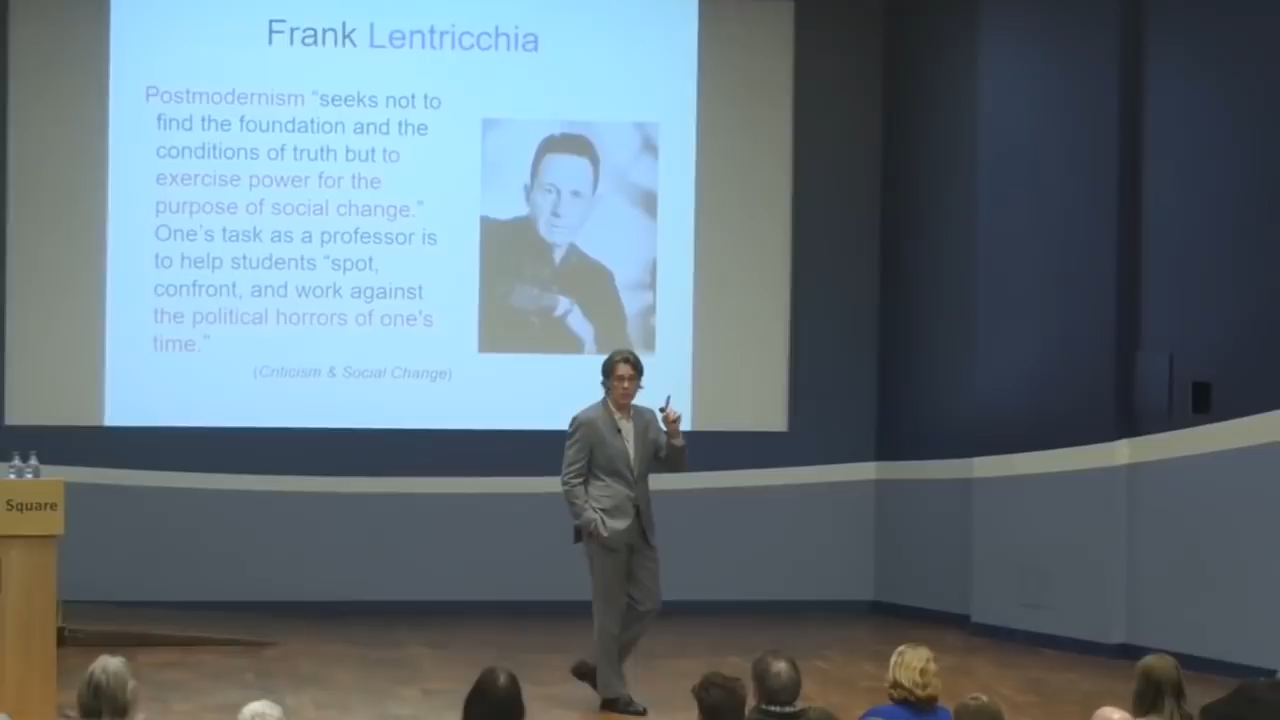 Frank Lentricchia
Postmodernism “seeks not to
find the foundation and the
conditions of truth but to
exercise power for the
purpose of social change.”
One’s task as a professor is
to help students “spot,
confront, and work against
the political horrors of one's
time.”
(Criticism & Social Change)
Square